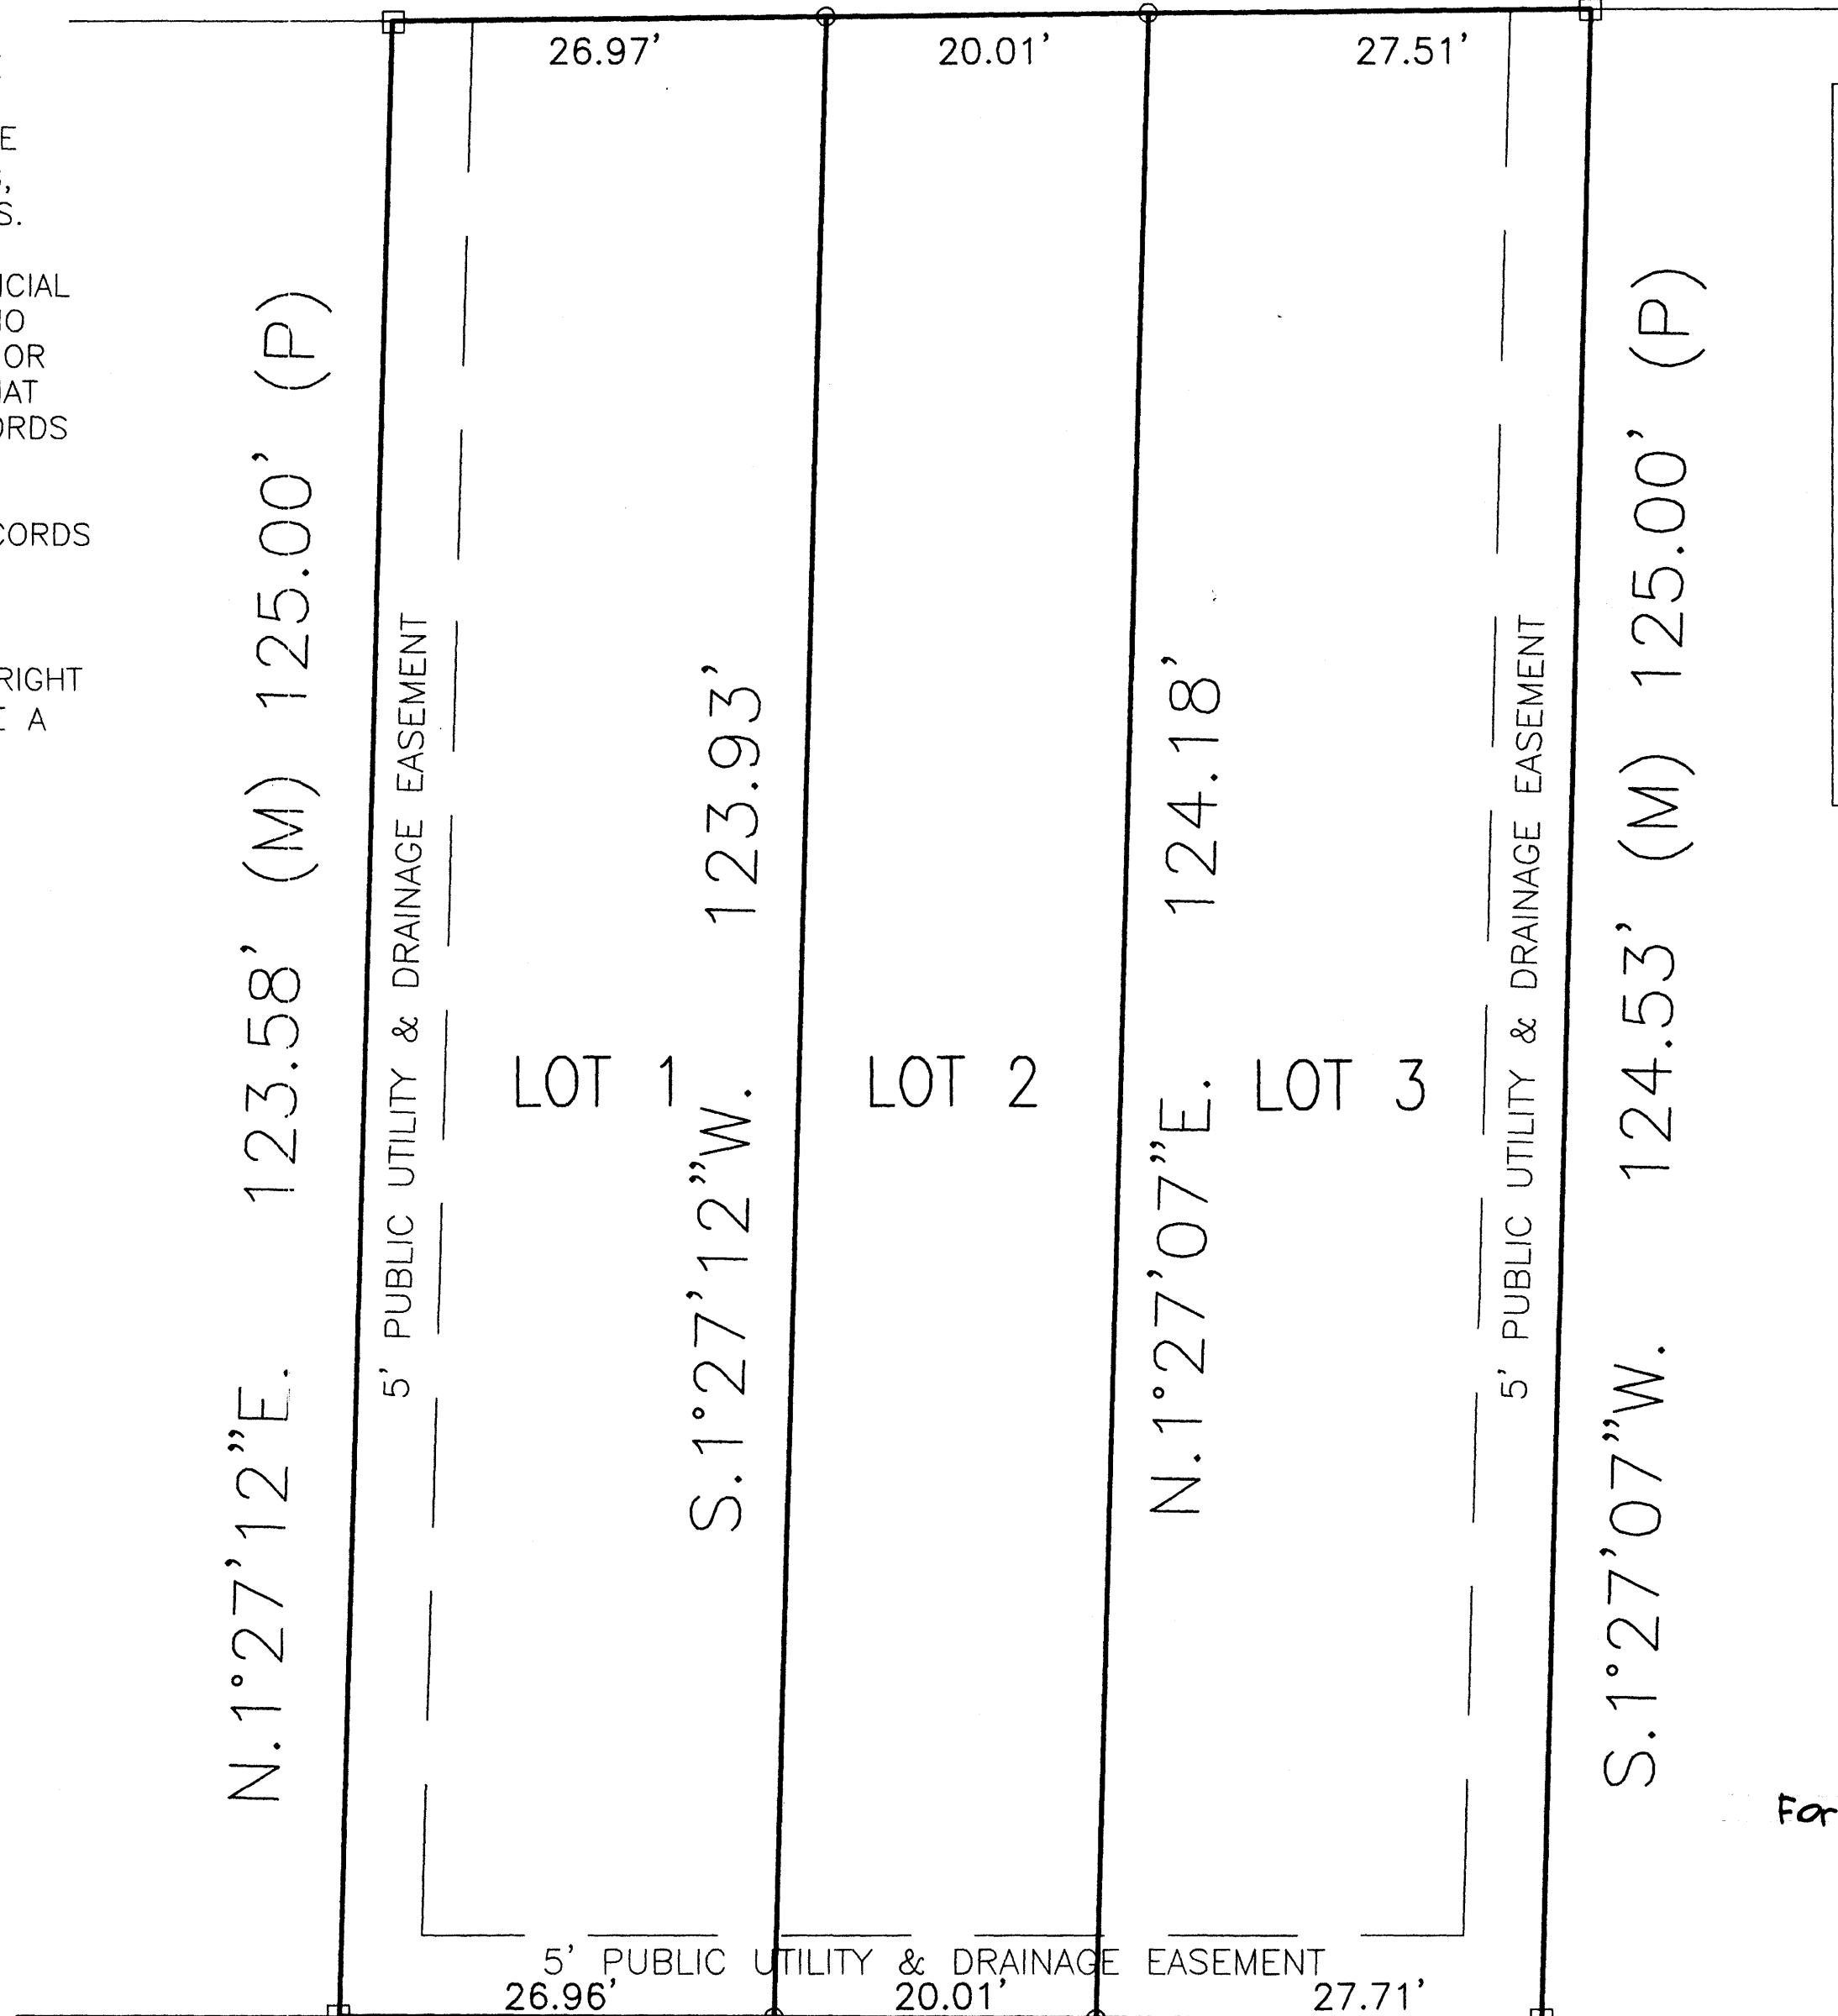 26.97' 20.01' 27.51'
E
S,
S.
NCIAL
NO
OR
HAT
ORDS
CORDS
RIGHT
E A
N.1°27'12"E. 123.58' (M) 125.00' (P)
5' PUBLIC UTILITY & DRAINAGE EASEMENT
S.1°27'12"W. 123.93'
N.1°27'07"E. 124.18'
5' PUBLIC UTILITY & DRAINAGE EASEMENT
S.1°27'07"W. 124.53' (M) 125.00' (P)
LOT 1 LOT 2 LOT 3
For
5' PUBLIC UTILITY & DRAINAGE EASEMENT
26.96' 20.01' 27.71'